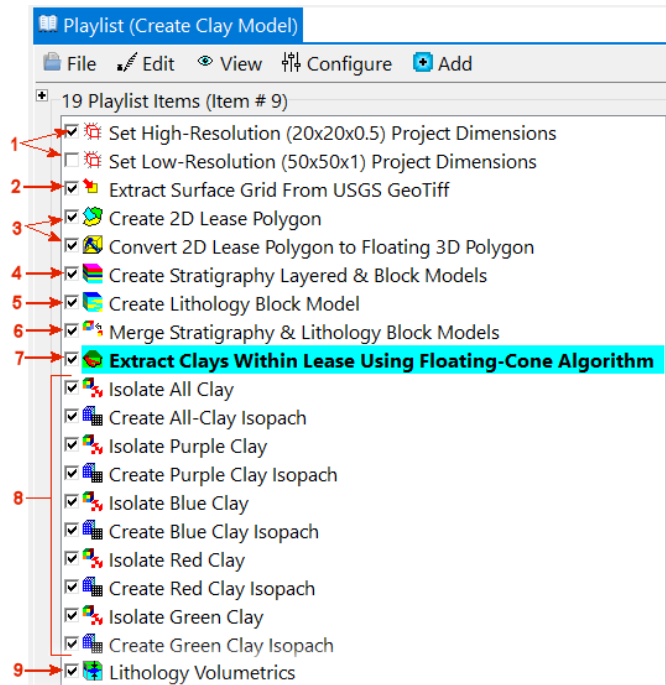 Playlist (Create Clay Model)
File Edit View Configure Add
19 Playlist Items (Item # 9)
1
Set High-Resolution (20x20x0.5) Project Dimensions
Set Low-Resolution (50x50x1) Project Dimensions
2 Extract Surface Grid From USGS GeoTiff
3
Create 2D Lease Polygon
Convert 2D Lease Polygon to Floating 3D Polygon
4 Create Stratigraphy Layered & Block Models
5 Create Lithology Block Model
6 Merge Stratigraphy & Lithology Block Models
7 Extract Clays Within Lease Using Floating-Cone Algorithm
Isolate All Clay
Create All-Clay Isopach
Isolate Purple Clay
Create Purple Clay Isopach
8 Isolate Blue Clay
Create Blue Clay Isopach
Isolate Red Clay
Create Red Clay Isopach
Isolate Green Clay
Create Green Clay Isopach
9 Lithology Volumetrics